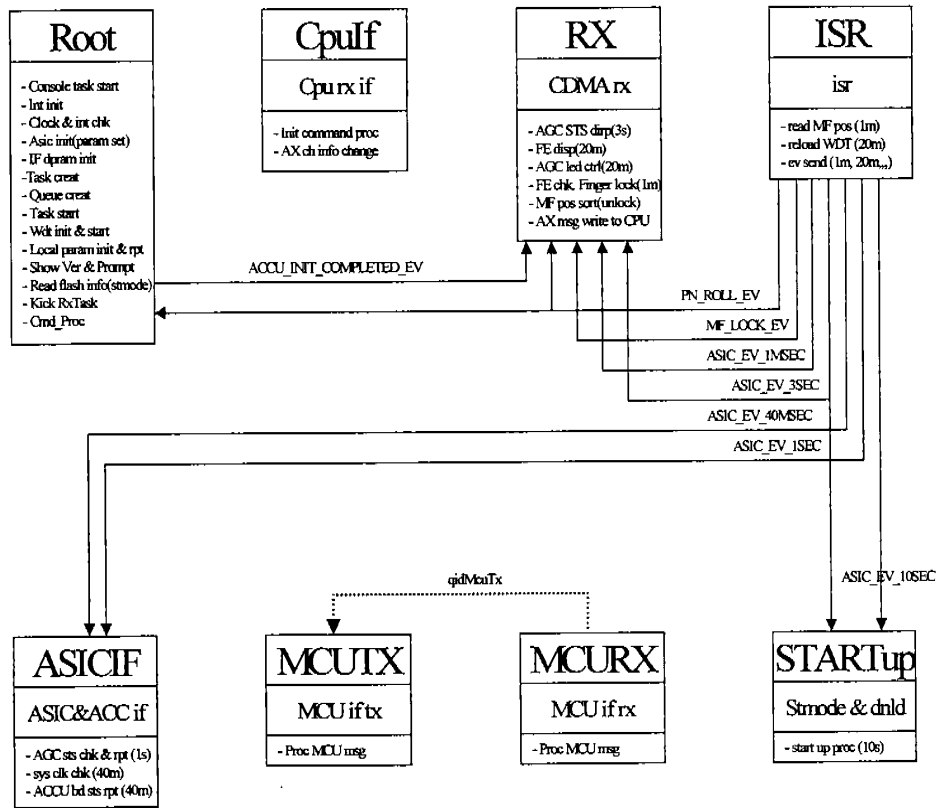 Root
- Console task start
- Int init
- Clock & int chk
- Asic init(param set)
- IF dpram init
-Task creat
- Queue creat
- Task start
- Wdt init & start
- Local param init & rpt
- Show Ver & Prompt
- Read flash info(stmode)
- Kick RxTask
- Cmd_Proc
CpuIf
Cpu rx if
- Init command proc
- AX ch info change
RX
CDMA rx
- AGC STS disp(3s)
- FE disp(20m)
- AGC led ctrl(20m)
- FE chk, Finger lock(1m)
- MF pos sort(unlock)
- AX msg write to CPU
ISR
isr
- read MF pos (1m)
- reload WDT (20m)
- ev send (1m, 20m,,,)
ACCU_INIT_COMPLETED_EV
PN_ROLL_EV
MF_LOCK_EV
ASIC_EV_1MSEC
ASIC_EV_3SEC
ASIC_EV_40MSEC
ASIC_EV_1SEC
ASIC_EV_10SEC
qidMcuTx
ASICIF
ASIC&ACC if
- AGC sts chk & rpt (1s)
- sys clk chk (40m)
- ACCU bd sts rpt (40m)
MCUTX
MCU if tx
- Proc MCU msg
MCURX
MCU if rx
- Proc MCU msg
STARTup
Stmode & dnld
- start up proc (10s)